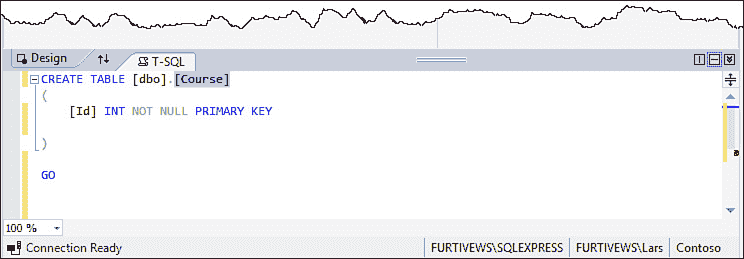 Design T-SQL
CREATE TABLE [dbo].[Course]
(
[Id] INT NOT NULL PRIMARY KEY
)
GO
100 %
Connection Ready FURTIVEWS\SQLEXPRESS FURTIVEWS\Lars Contoso